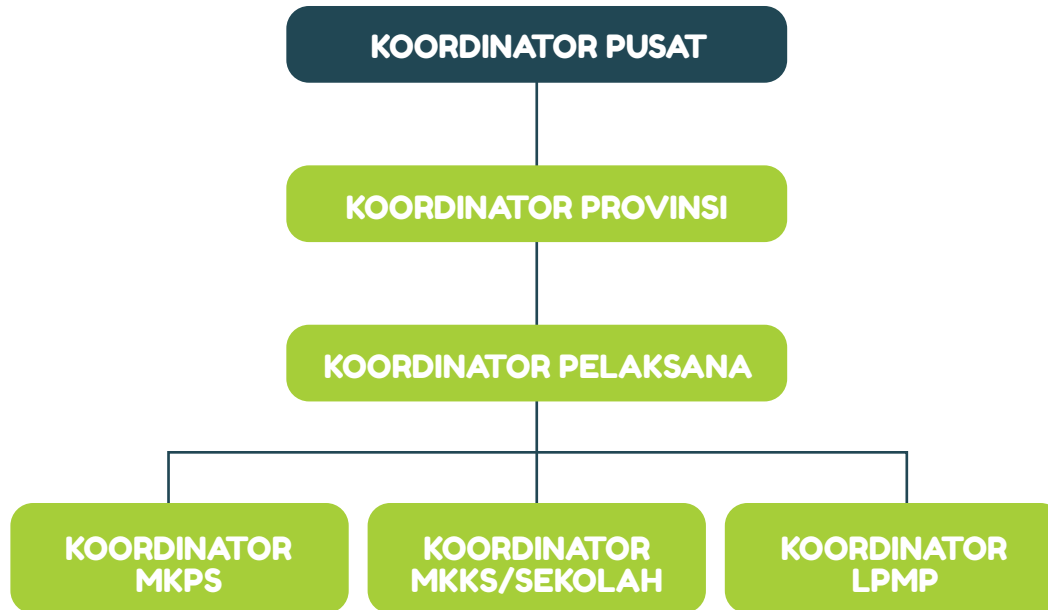 KOORDINATOR PUSAT
KOORDINATOR PROVINSI
KOORDINATOR PELAKSANA
KOORDINATOR
MKPS
KOORDINATOR
MKKS/SEKOLAH
KOORDINATOR
LPMP